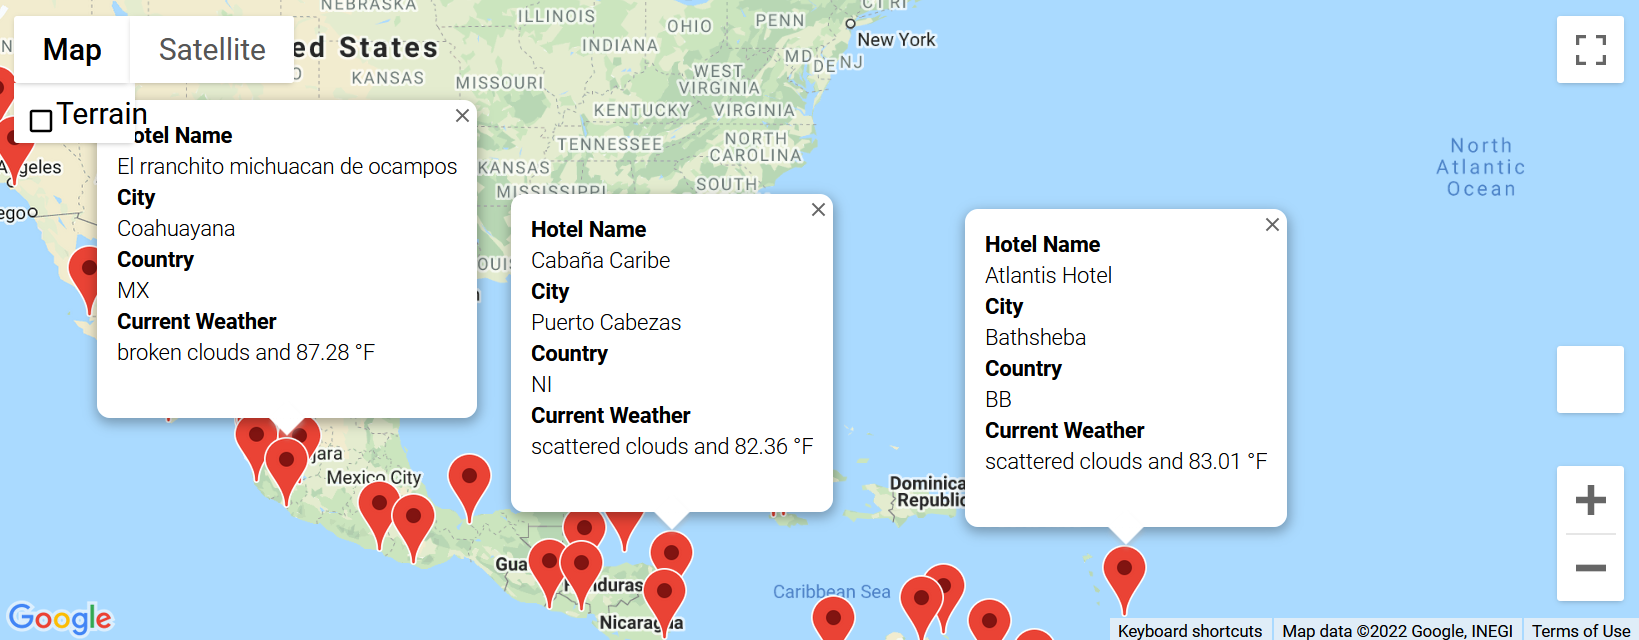 Map
Satellite
Terrain
NEBRASKA
ILLINOIS
OHIO
PENN
New York
ed States
INDIANA
MD
DE
NJ
KANSAS
MISSOURI
WEST
VIRGINIA
KENTUCKY
VIRGINIA
TENNESSEE
NORTH
CAROLINA
KANSAS
MISSISSIPPI
SOUTH
North
Atlantic
Ocean
geles
ego
otel Name
El rranchito michuacan de ocampos
City
Coahuayana
Country
MX
Current Weather
broken clouds and 87.28 °F
Hotel Name
Cabaña Caribe
City
Puerto Cabezas
Country
NI
Current Weather
scattered clouds and 82.36 °F
Hotel Name
Atlantis Hotel
City
Bathsheba
Country
BB
Current Weather
scattered clouds and 83.01 °F
OUI
jara
Mexico City
Dominica
Republic
Gua
Honduras
Caribbean Sea
Nicaragua
Google
Keyboard shortcuts
Map data ©2022 Google, INEGI
Terms of Use